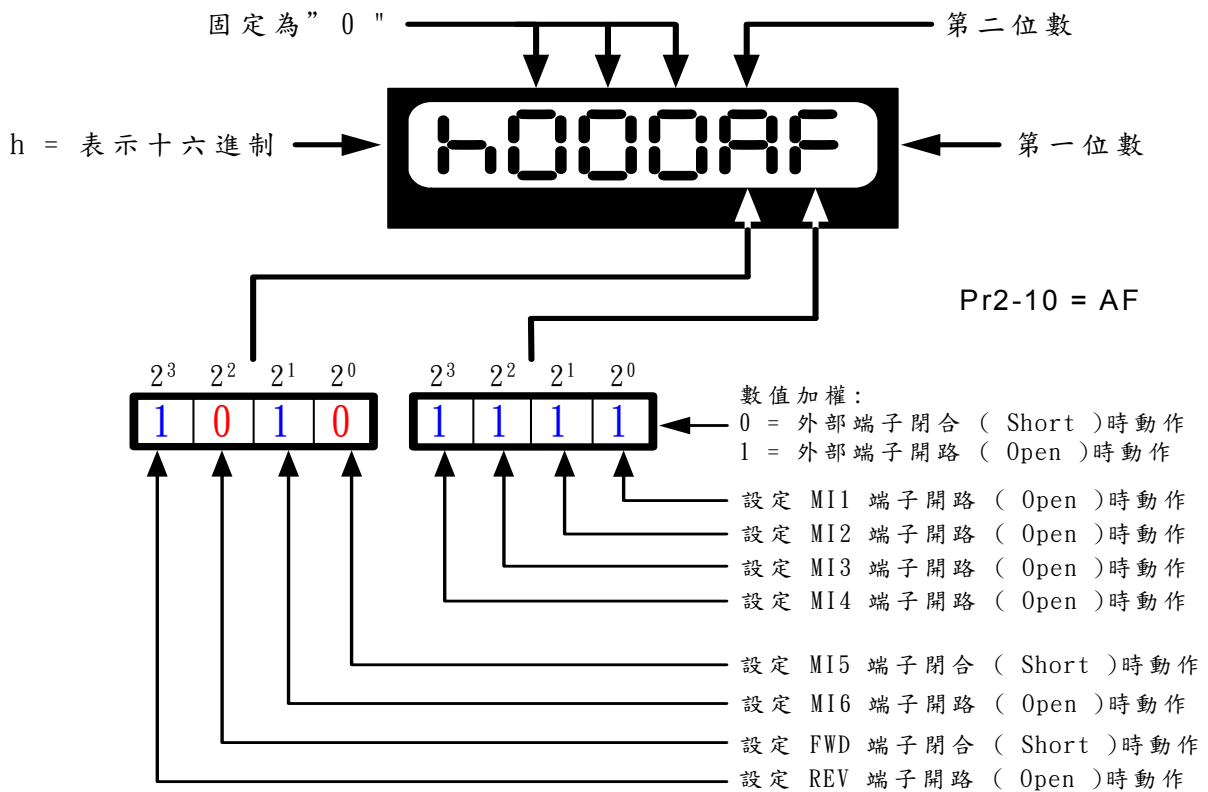 固定為” 0 "
第二位數
h = 表示十六進制
h000AF
第一位數
Pr2-10 = AF
2³ 2² 2¹ 2⁰ 2³ 2² 2¹ 2⁰
1 0 1 0 1 1 1 1
數值加權:
0 = 外部端子閉合 ( Short )時動作
1 = 外部端子開路 ( Open )時動作
設定 MI1 端子開路 ( Open )時動作
設定 MI2 端子開路 ( Open )時動作
設定 MI3 端子開路 ( Open )時動作
設定 MI4 端子開路 ( Open )時動作
設定 MI5 端子閉合 ( Short )時動作
設定 MI6 端子開路 ( Open )時動作
設定 FWD 端子閉合 ( Short )時動作
設定 REV 端子開路 ( Open )時動作